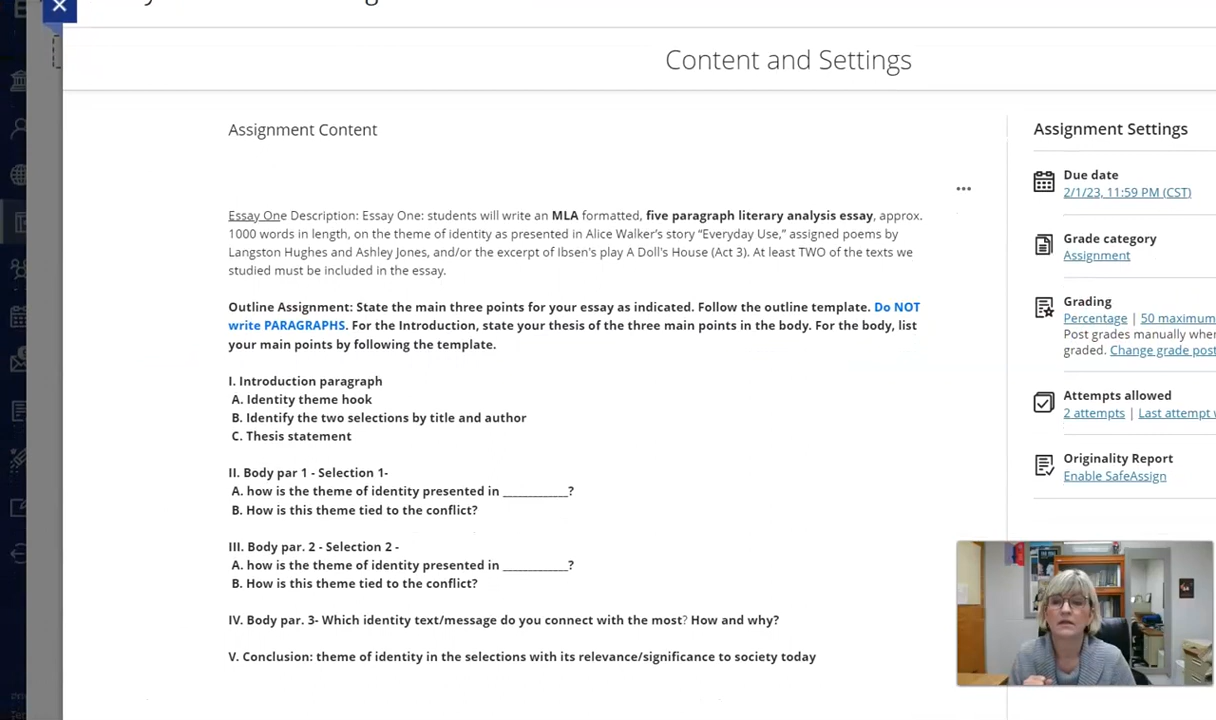 Content and Settings
Assignment Content
Essay One Description: Essay One: students will write an MLA formatted, five paragraph literary analysis essay, approx.
1000 words in length, on the theme of identity as presented in Alice Walker's story “Everyday Use,” assigned poems by
Langston Hughes and Ashley Jones, and/or the excerpt of Ibsen's play A Doll's House (Act 3). At least TWO of the texts we
studied must be included in the essay.
Outline Assignment: State the main three points for your essay as indicated. Follow the outline template. Do NOT
write PARAGRAPHS. For the Introduction, state your thesis of the three main points in the body. For the body, list
your main points by following the template.
I. Introduction paragraph
A. Identity theme hook
B. Identify the two selections by title and author
C. Thesis statement
II. Body par 1 - Selection 1-
A. how is the theme of identity presented in ____________?
B. How is this theme tied to the conflict?
III. Body par. 2 - Selection 2 -
A. how is the theme of identity presented in ____________?
B. How is this theme tied to the conflict?
IV. Body par. 3- Which identity text/message do you connect with the most? How and why?
V. Conclusion: theme of identity in the selections with its relevance/significance to society today
Assignment Settings
Due date
2/1/23, 11:59 PM (CST)
Grade category
Assignment
Grading
Percentage | 50 maximum
Post grades manually when
graded. Change grade post
Attempts allowed
2 attempts | Last attempt w
Originality Report
Enable SafeAssign